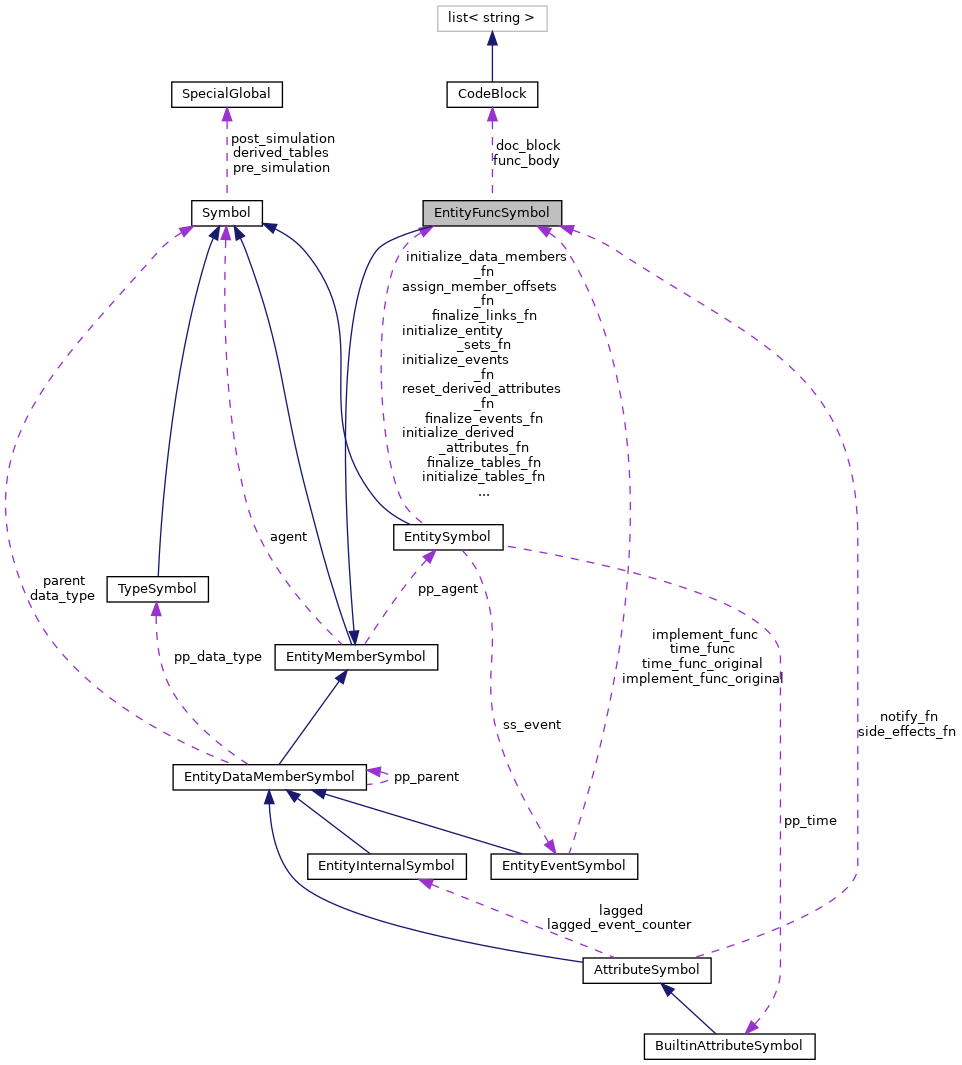 list< string >
SpecialGlobal
CodeBlock
post_simulation
derived_tables
pre_simulation
doc_block
func_body
Symbol
EntityFuncSymbol
initialize_data_members
_fn
assign_member_offsets
_fn
finalize_links_fn
initialize_entity
_sets_fn
initialize_events
_fn
reset_derived_attributes
_fn
finalize_events_fn
initialize_derived
_attributes_fn
finalize_tables_fn
initialize_tables_fn
...
agent
EntitySymbol
parent
data_type
TypeSymbol
pp_agent
implement_func
time_func
time_func_original
implement_func_original
pp_data_type
EntityMemberSymbol
ss_event
notify_fn
side_effects_fn
EntityDataMemberSymbol
pp_parent
pp_time
EntityInternalSymbol
EntityEventSymbol
lagged
lagged_event_counter
AttributeSymbol
BuiltinAttributeSymbol